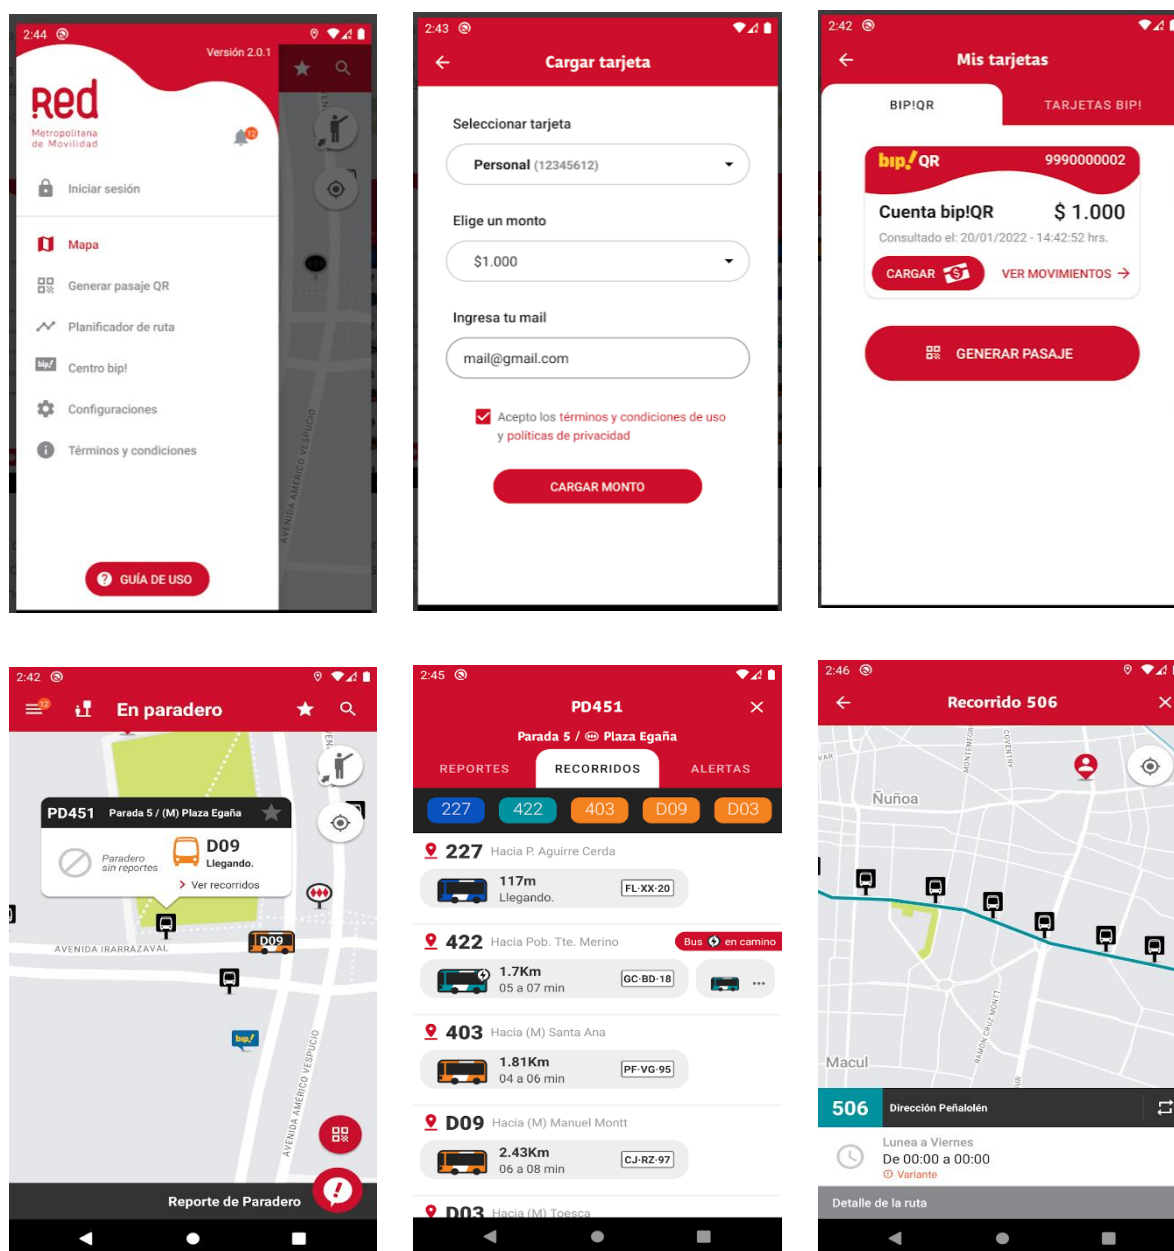 2:44
Versión 2.0.1
Red
Metropolitana
de Movilidad
12
Iniciar sesión
Mapa
Generar pasaje QR
Planificador de ruta
bip!
Centro bip!
Configuraciones
Términos y condiciones
GUÍA DE USO
AVENIDA AMÉRICO VESPUCIO
2:43
Cargar tarjeta
Seleccionar tarjeta
Personal (12345612)
Elige un monto
$1.000
Ingresa tu mail
mail@gmail.com
Acepto los términos y condiciones de uso
y políticas de privacidad
CARGAR MONTO
2:42
Mis tarjetas
BIP!QR
TARJETAS BIP!
bip! QR
9990000002
Cuenta bip!QR
$ 1.000
Consultado el: 20/01/2022 - 14:42:52 hrs.
CARGAR
VER MOVIMIENTOS
GENERAR PASAJE
2:42
12
En paradero
PD451 Parada 5 / (M) Plaza Egaña
Paradero
sin reportes
D09
Llegando.
Ver recorridos
D09
AVENIDA IRARRÁZAVAL
bip!
AVENIDA AMÉRICO VESPUCIO
Reporte de Paradero
2:45
PD451
Parada 5 / Plaza Egaña
REPORTES
RECORRIDOS
ALERTAS
227 422 403 D09 D03
227 Hacia P. Aguirre Cerda
117m
Llegando.
FL·XX·20
422 Hacia Pob. Tte. Merino
Bus en camino
1.7Km
05 a 07 min
GC·BD·18
403 Hacia (M) Santa Ana
1.81Km
04 a 06 min
PF·VG·95
D09 Hacia (M) Manuel Montt
2.43Km
06 a 08 min
CJ·RZ·97
D03 Hacia (M) Toesca
2:46
Recorrido 506
COVENTRY
Ñuñoa
RAMÓN CRUZ MONTT
Macul
506 Dirección Peñalolén
Lunea a Viernes
De 00:00 a 00:00
Variante
Detalle de la ruta